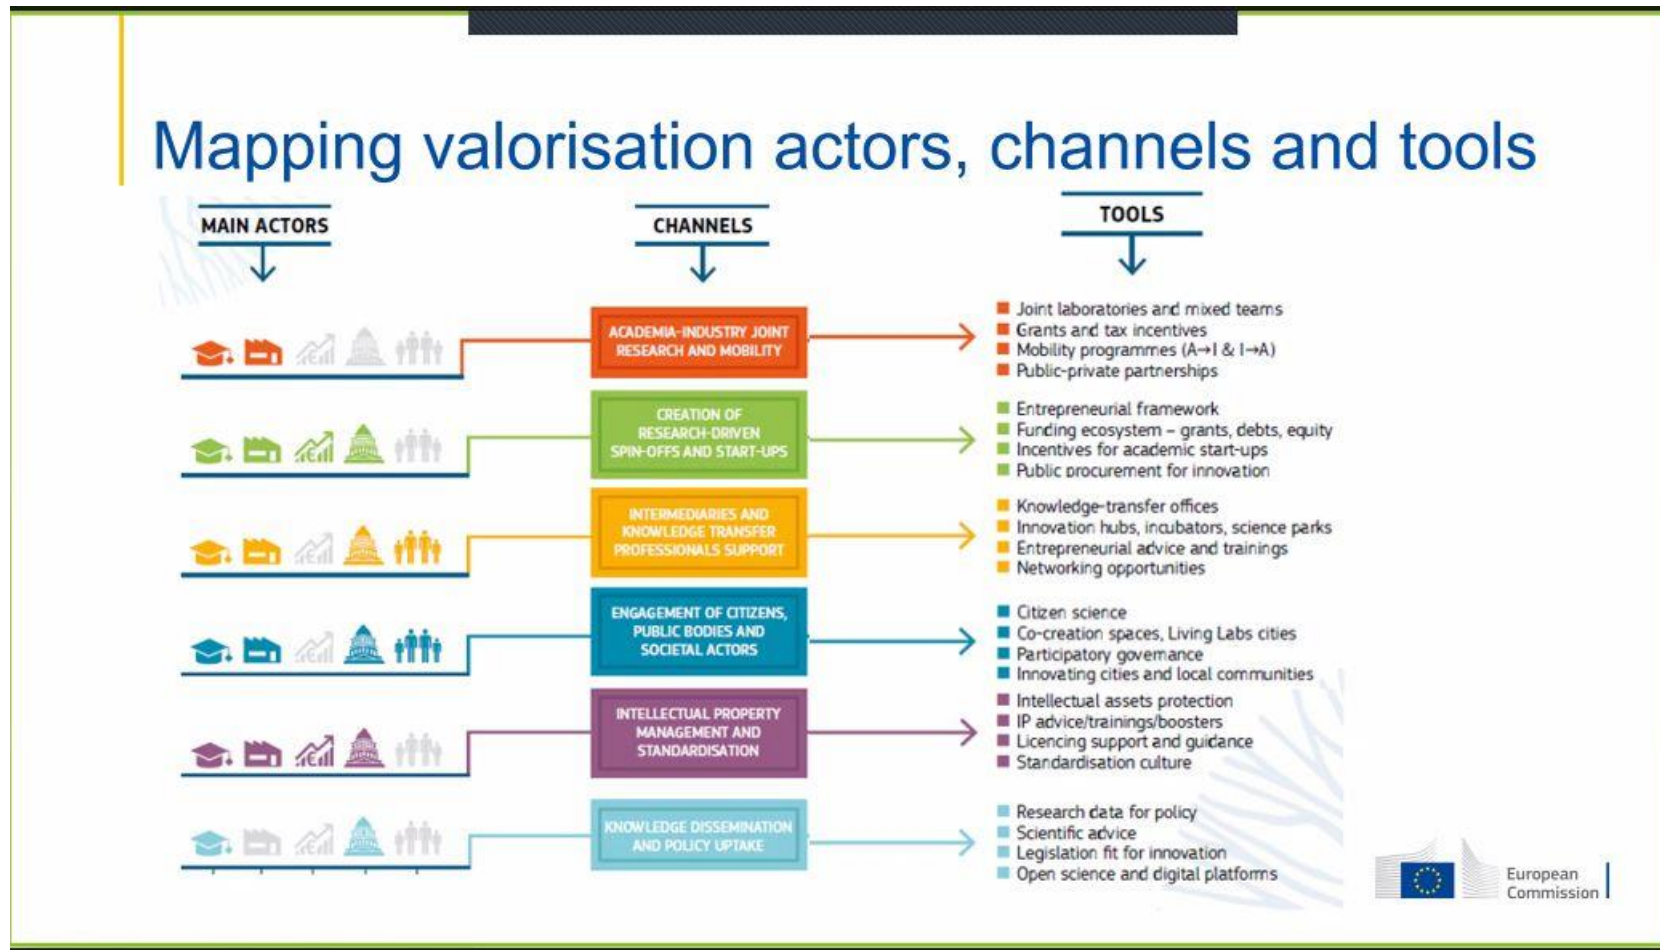 Mapping valorisation actors, channels and tools
MAIN ACTORS
CHANNELS
TOOLS
ACADEMIA-INDUSTRY JOINT
RESEARCH AND MOBILITY
Joint laboratories and mixed teams
Grants and tax incentives
Mobility programmes (A→I & I→A)
Public-private partnerships
CREATION OF
RESEARCH-DRIVEN
SPIN-OFFS AND START-UPS
Entrepreneurial framework
Funding ecosystem – grants, debts, equity
Incentives for academic start-ups
Public procurement for innovation
INTERMEDIARIES AND
KNOWLEDGE TRANSFER
PROFESSIONALS SUPPORT
Knowledge-transfer offices
Innovation hubs, incubators, science parks
Entrepreneurial advice and trainings
Networking opportunities
ENGAGEMENT OF CITIZENS,
PUBLIC BODIES AND
SOCIETAL ACTORS
Citizen science
Co-creation spaces, Living Labs cities
Participatory governance
Innovating cities and local communities
INTELLECTUAL PROPERTY
MANAGEMENT AND
STANDARDISATION
Intellectual assets protection
IP advice/trainings/boosters
Licencing support and guidance
Standardisation culture
KNOWLEDGE DISSEMINATION
AND POLICY UPTAKE
Research data for policy
Scientific advice
Legislation fit for innovation
Open science and digital platforms
European
Commission